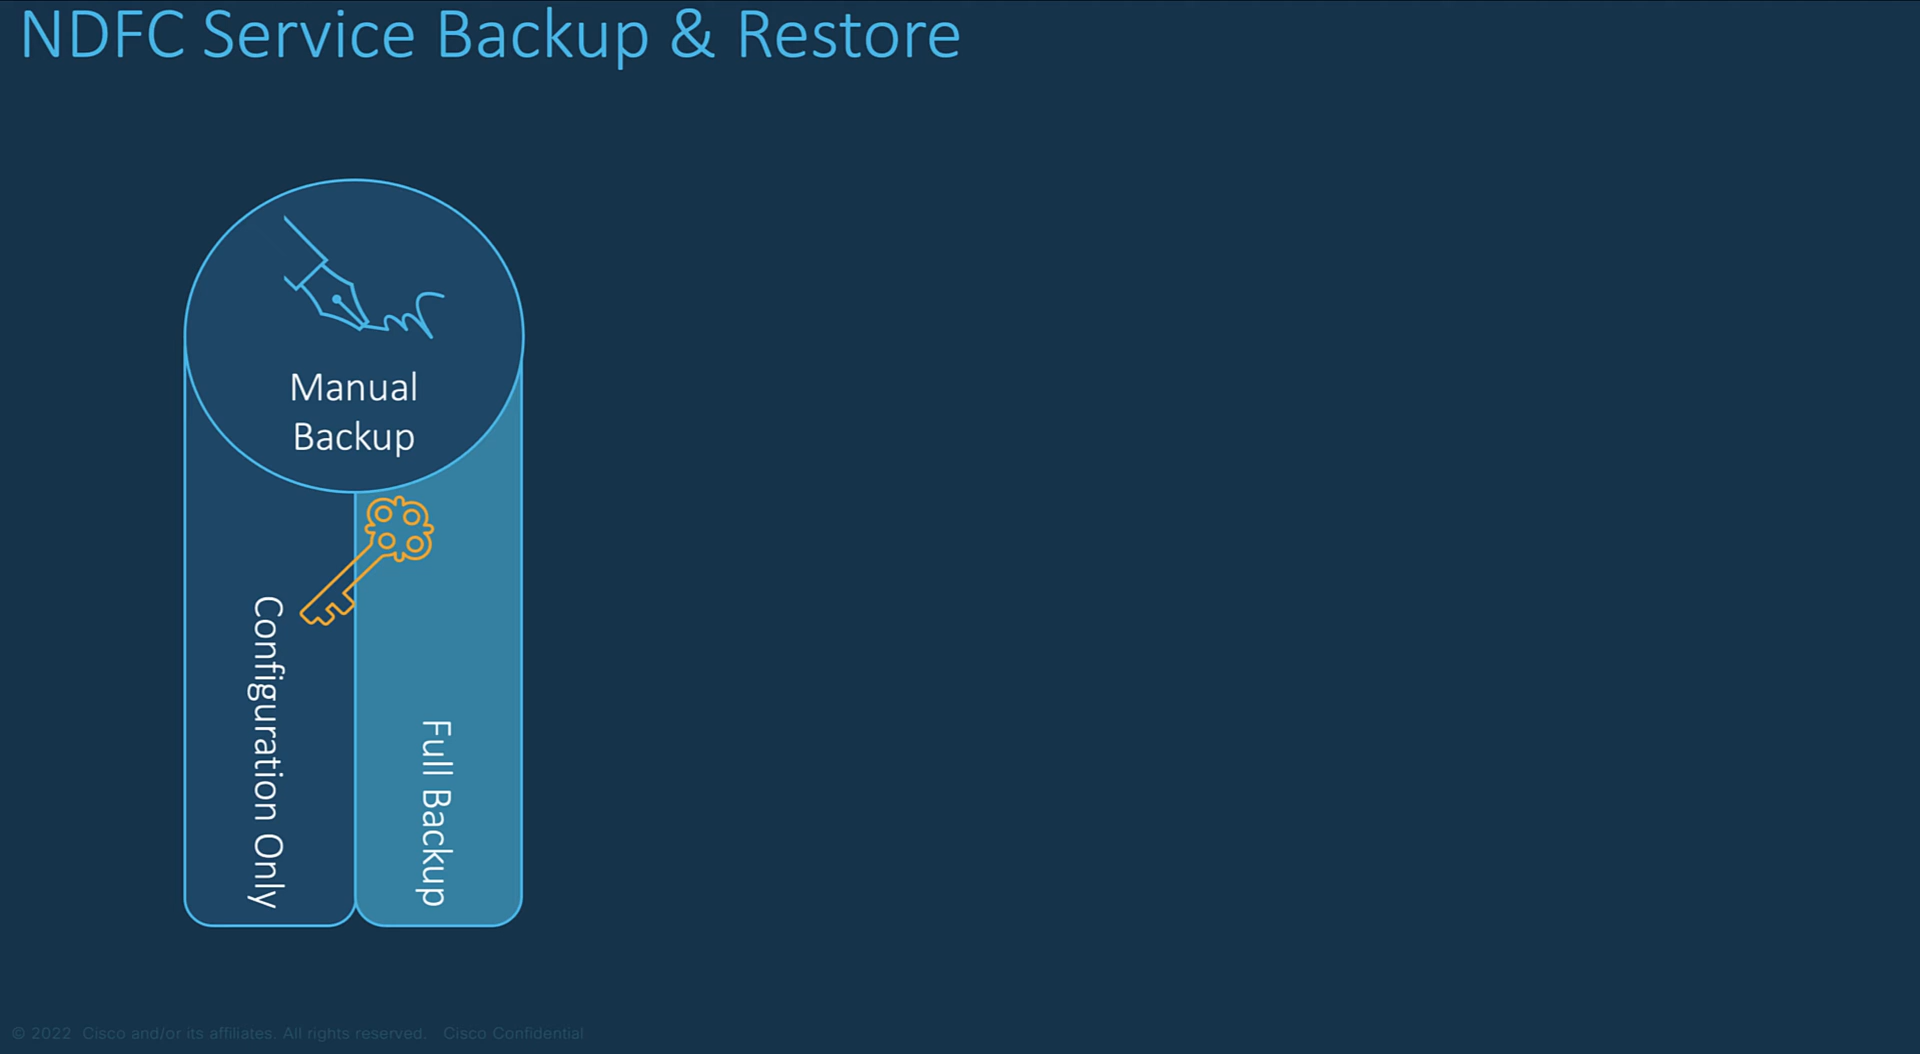 NDFC Service Backup & Restore
Manual
Backup
Configuration Only
Full Backup
© 2022 Cisco and/or its affiliates. All rights reserved. Cisco Confidential